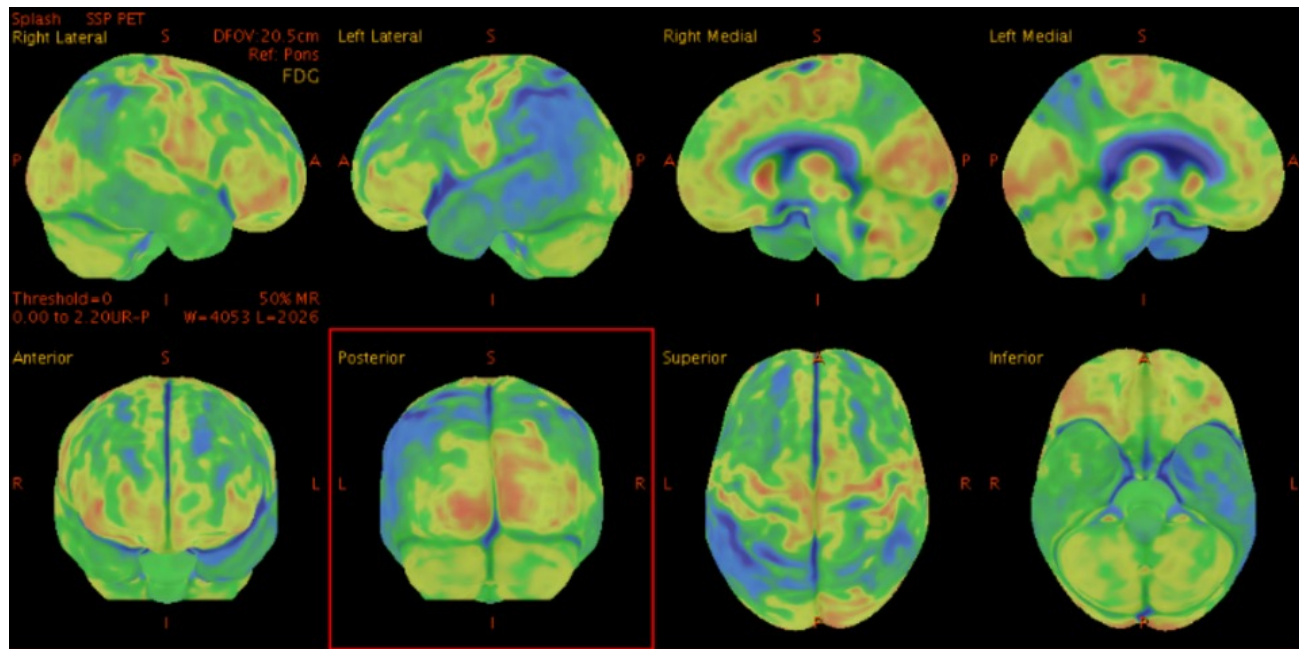 Splash SSP PET
Right Lateral S DFOV:20.5cm
Ref: Pons
FDG
P A
Threshold=0 I 50% MR
0.00 to 2.20UR-P W=4053 L=2026
Left Lateral S
A P
I
Right Medial S
A P
I
Left Medial S
P A
I
Anterior S
R L
I
Posterior S
L R
I
Superior A
L R
P
Inferior A
R L
P